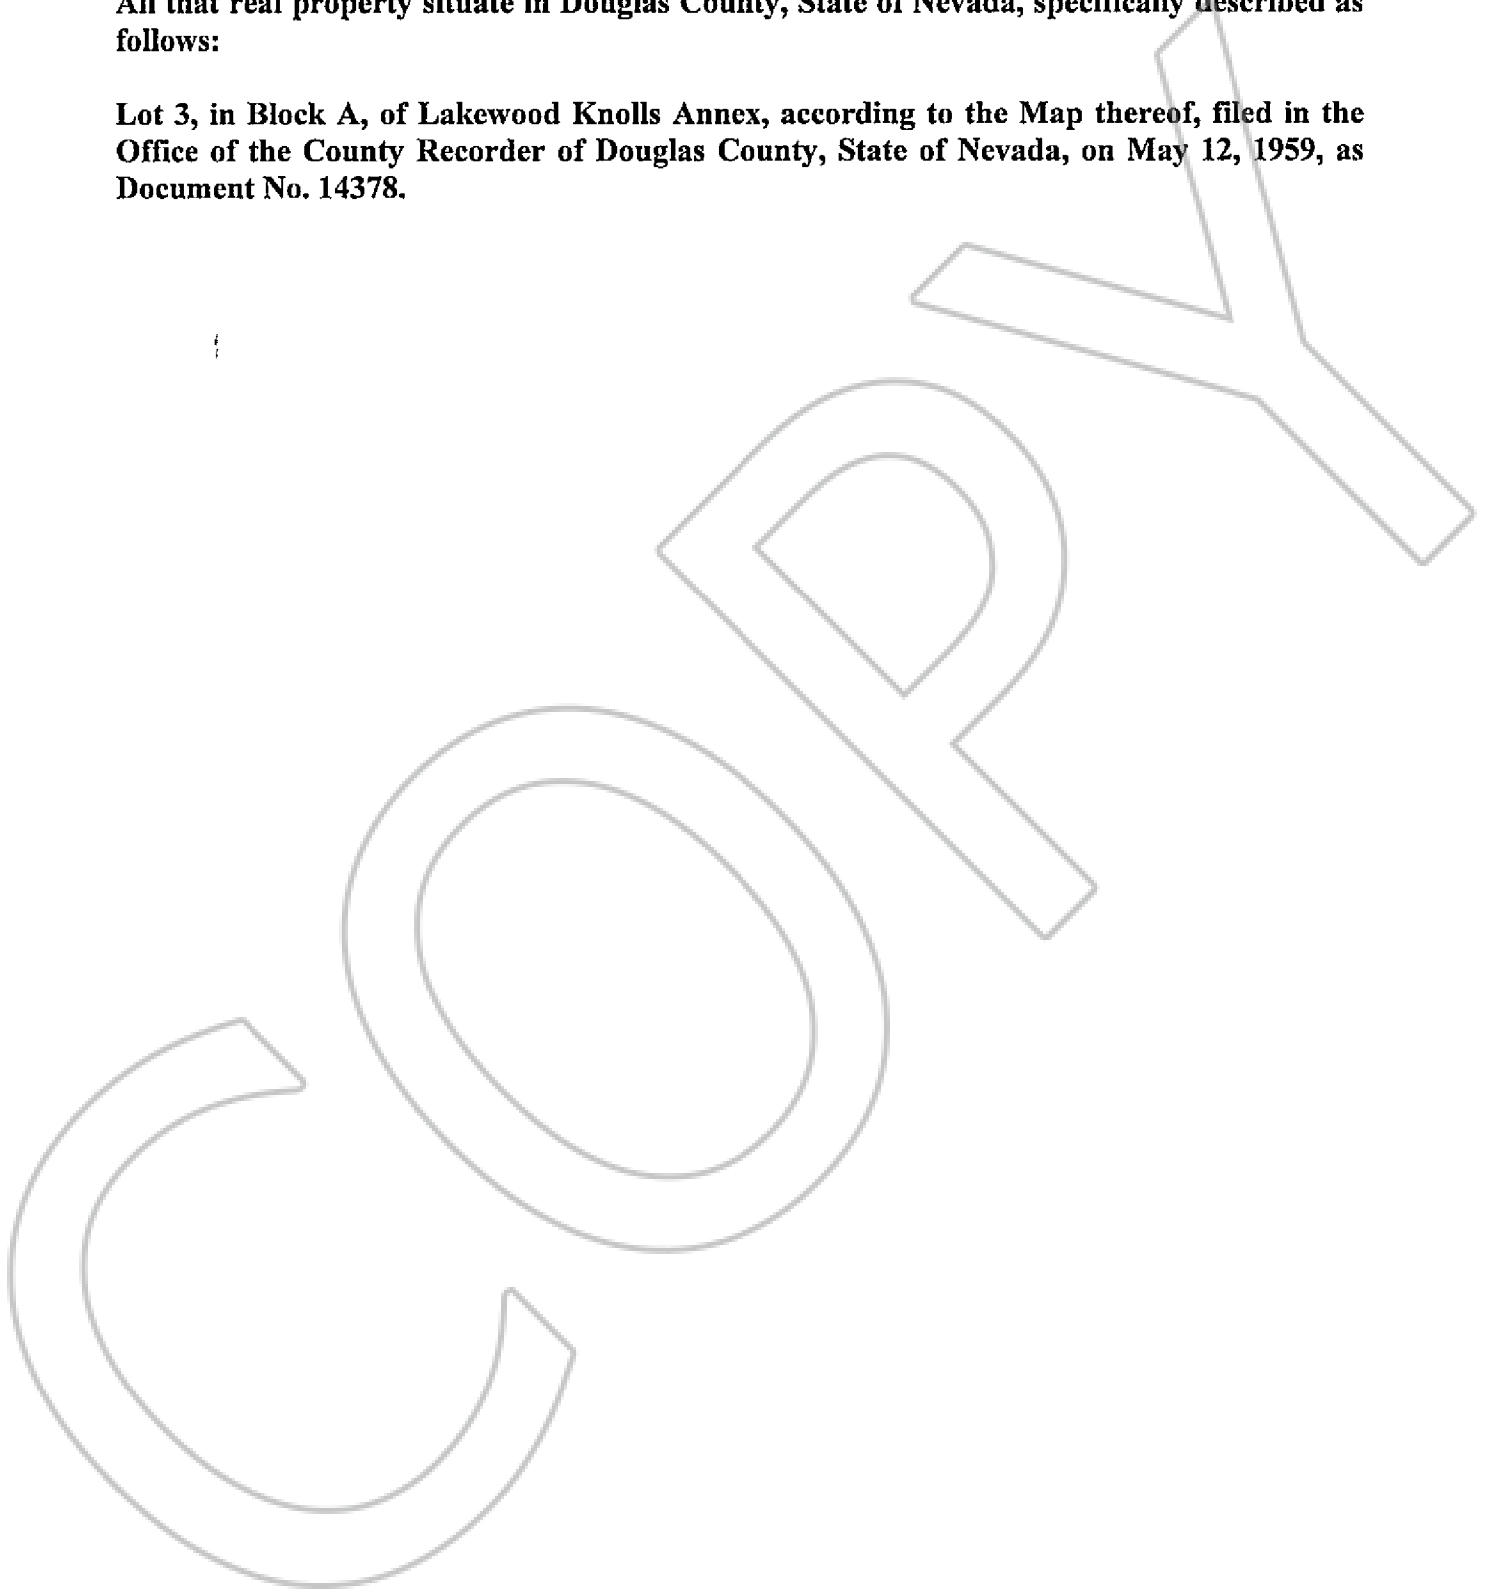 All that real property situate in Douglas County, State of Nevada, specifically described as
follows:
Lot 3, in Block A, of Lakewood Knolls Annex, according to the Map thereof, filed in the
Office of the County Recorder of Douglas County, State of Nevada, on May 12, 1959, as
Document No. 14378.
COPY